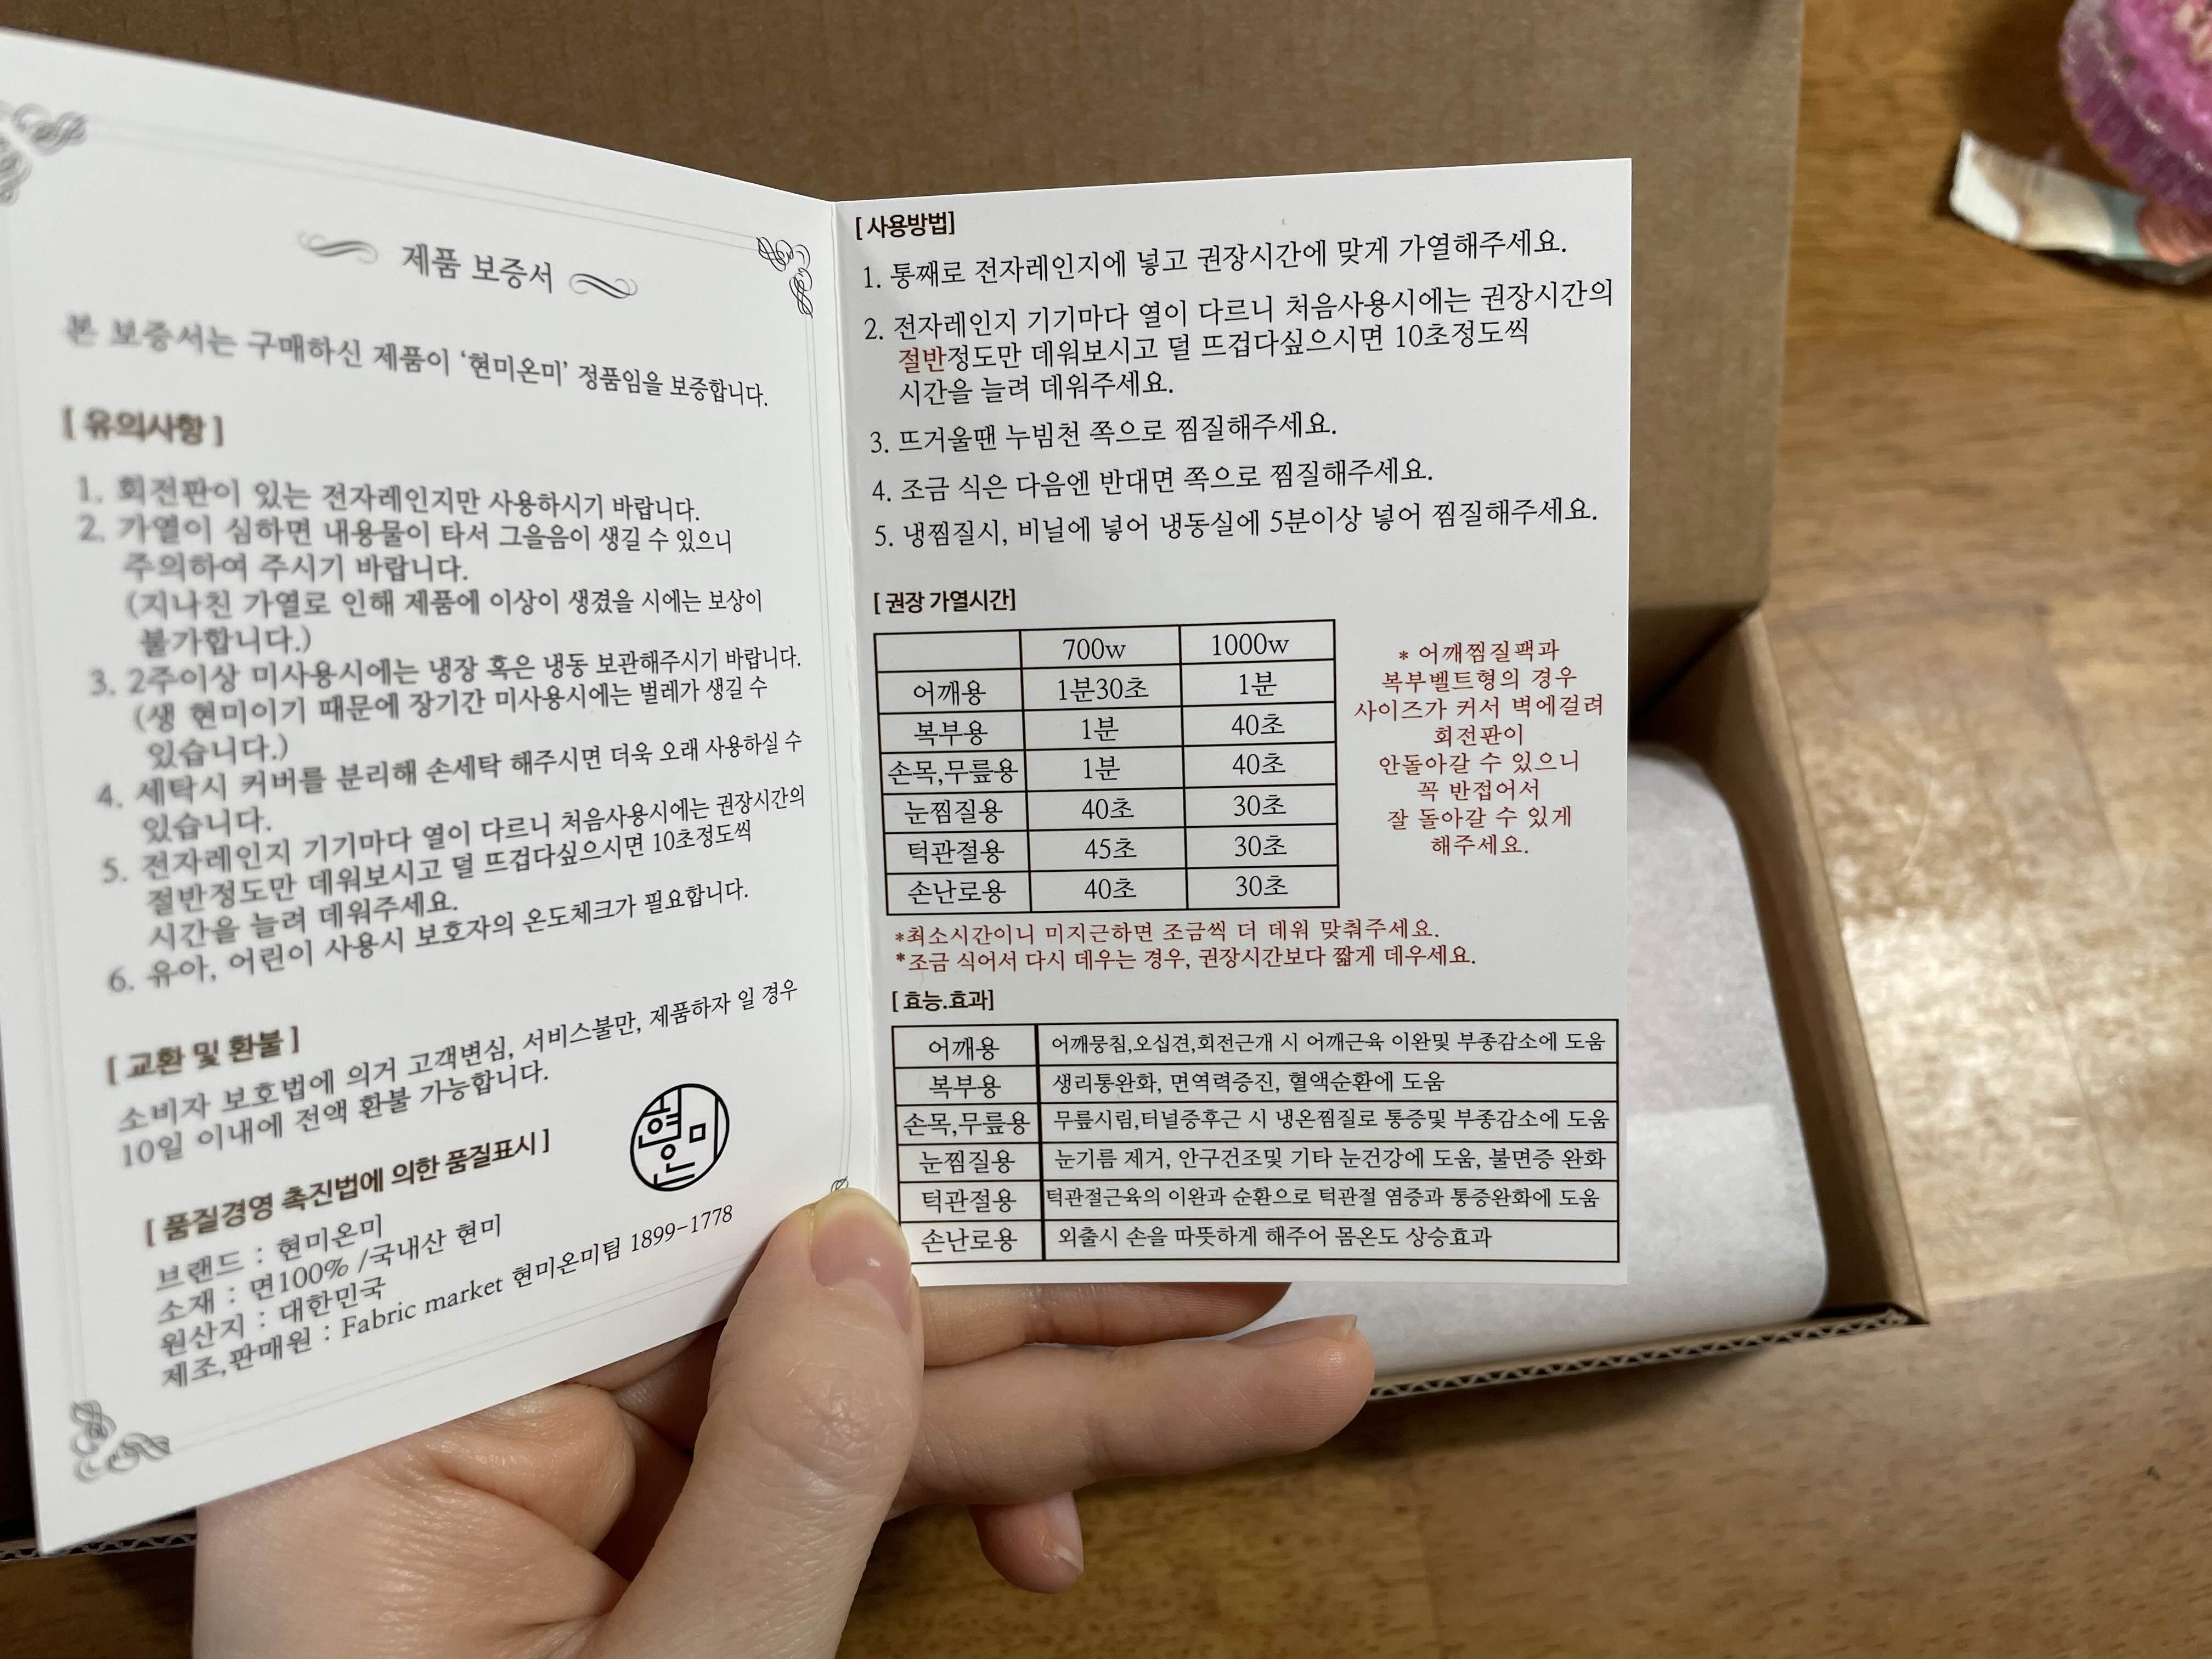 제품 보증서
본 보증서는 구매하신 제품이 '현미온미' 정품임을 보증합니다.
[ 유의사항 ]
1. 회전판이 있는 전자레인지만 사용하시기 바랍니다.
2. 가열이 심하면 내용물이 타서 그을음이 생길 수 있으니
주의하여 주시기 바랍니다.
(지나친 가열로 인해 제품에 이상이 생겼을 시에는 보상이
불가합니다.)
3. 2주이상 미사용시에는 냉장 혹은 냉동 보관해주시기 바랍니다.
(생 현미이기 때문에 장기간 미사용시에는 벌레가 생길 수
있습니다.)
4. 세탁시 커버를 분리해 손세탁 해주시면 더욱 오래 사용하실 수
있습니다.
5. 전자레인지 기기마다 열이 다르니 처음사용시에는 권장시간의
절반정도만 데워보시고 덜 뜨겁다싶으시면 10초정도씩
시간을 늘려 데워주세요.
6. 유아, 어린이 사용시 보호자의 온도체크가 필요합니다.
[ 교환 및 환불 ]
소비자 보호법에 의거 고객변심, 서비스불만, 제품하자 일 경우
10일 이내에 전액 환불 가능합니다.
[ 품질경영 촉진법에 의한 품질표시 ]
브랜드 : 현미온미
소재 : 면100% /국내산 현미
원산지 : 대한민국
제조,판매원 : Fabric market 현미온미팀 1899-1778
현미온미
[ 사용방법]
1. 통째로 전자레인지에 넣고 권장시간에 맞게 가열해주세요.
2. 전자레인지 기기마다 열이 다르니 처음사용시에는 권장시간의
절반정도만 데워보시고 덜 뜨겁다싶으시면 10초정도씩
시간을 늘려 데워주세요.
3. 뜨거울땐 누빔천 쪽으로 찜질해주세요.
4. 조금 식은 다음엔 반대면 쪽으로 찜질해주세요.
5. 냉찜질시, 비닐에 넣어 냉동실에 5분이상 넣어 찜질해주세요.
[ 권장 가열시간]
700w 1000w
어깨용 1분30초 1분
복부용 1분 40초
손목,무릎용 1분 40초
눈찜질용 40초 30초
턱관절용 45초 30초
손난로용 40초 30초
* 어깨찜질팩과
복부벨트형의 경우
사이즈가 커서 벽에걸려
회전판이
안돌아갈 수 있으니
꼭 반접어서
잘 돌아갈 수 있게
해주세요.
*최소시간이니 미지근하면 조금씩 더 데워 맞춰주세요.
*조금 식어서 다시 데우는 경우, 권장시간보다 짧게 데우세요.
[ 효능.효과]
어깨용 어깨뭉침,오십견,회전근개 시 어깨근육 이완및 부종감소에 도움
복부용 생리통완화, 면역력증진, 혈액순환에 도움
손목,무릎용 무릎시림,터널증후근 시 냉온찜질로 통증및 부종감소에 도움
눈찜질용 눈기름 제거, 안구건조및 기타 눈건강에 도움, 불면증 완화
턱관절용 턱관절근육의 이완과 순환으로 턱관절 염증과 통증완화에 도움
손난로용 외출시 손을 따뜻하게 해주어 몸온도 상승효과